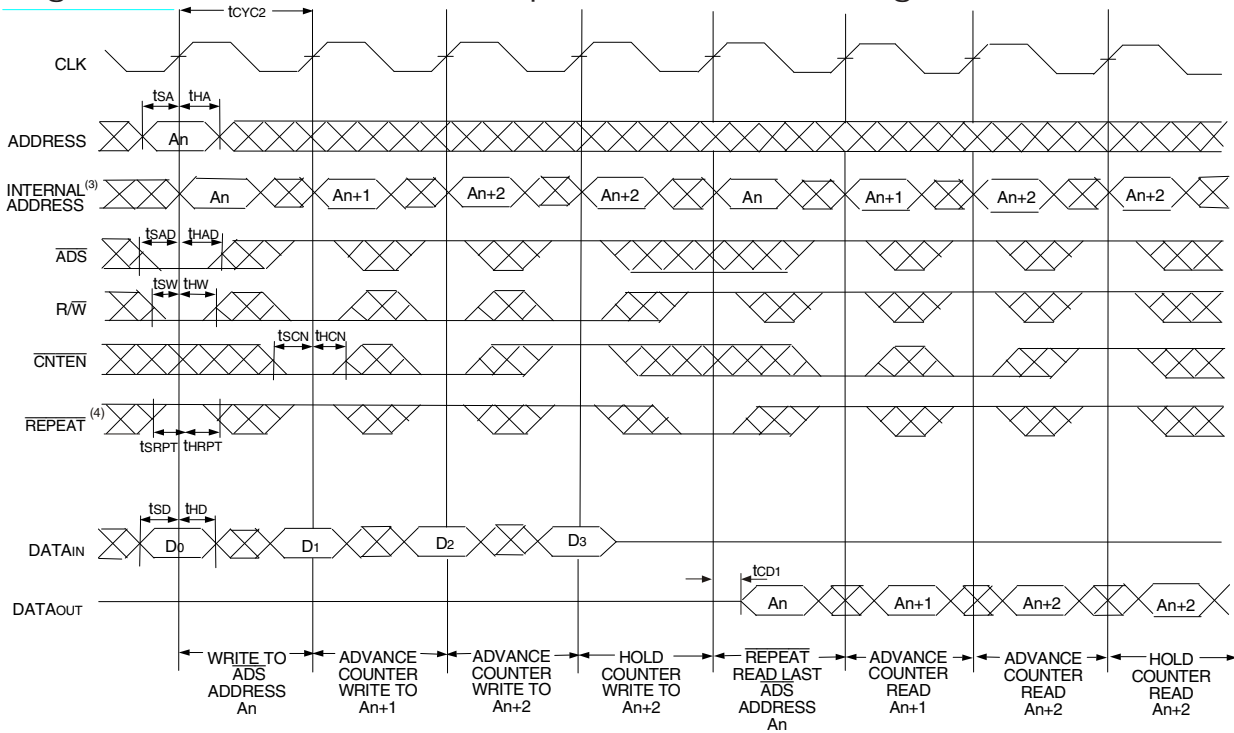 tCYC2
CLK
tSA tHA
ADDRESS An
INTERNAL(3) ADDRESS An An+1 An+2 An+2 An An+1 An+2 An+2
tSAD tHAD
ADS
tSW tHW
R/W
tSCN tHCN
CNTEN
REPEAT (4)
tSRPT tHRPT
tSD tHD
DATAIN D0 D1 D2 D3
tCD1
DATAOUT An An+1 An+2 An+2
WRITE TO
ADS
ADDRESS
An
ADVANCE
COUNTER
WRITE TO
An+1
ADVANCE
COUNTER
WRITE TO
An+2
HOLD
COUNTER
WRITE TO
An+2
REPEAT
READ LAST
ADS
ADDRESS
An
ADVANCE
COUNTER
READ
An+1
ADVANCE
COUNTER
READ
An+2
HOLD
COUNTER
READ
An+2